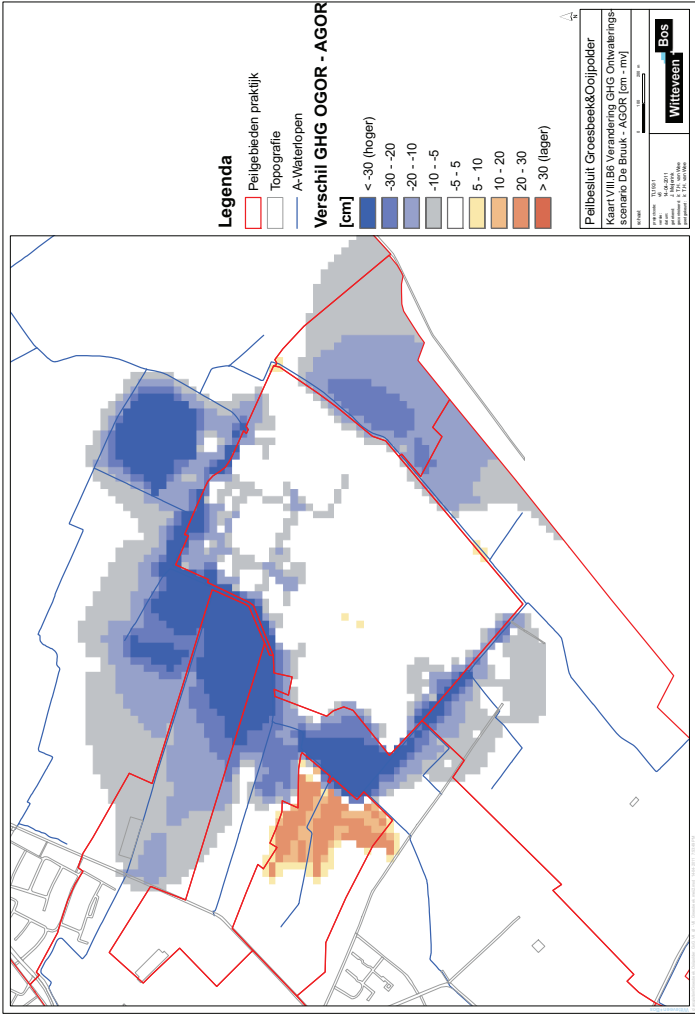 Legenda
Peilgebieden praktijk
Topografie
A-Waterlopen
Verschil GHG OGOR - AGOR
[cm]
< -30 (hoger)
-30 - -20
-20 - -10
-10 - -5
-5 - 5
5 - 10
10 - 20
20 - 30
> 30 (lager)
N
Peilbesluit Groesbeek&Ooijpolder
Kaart VIII.B6 Verandering GHG Ontwaterings-
scenario De Bruuk - AGOR [cm - mv]
schaal
Witteveen
Bos